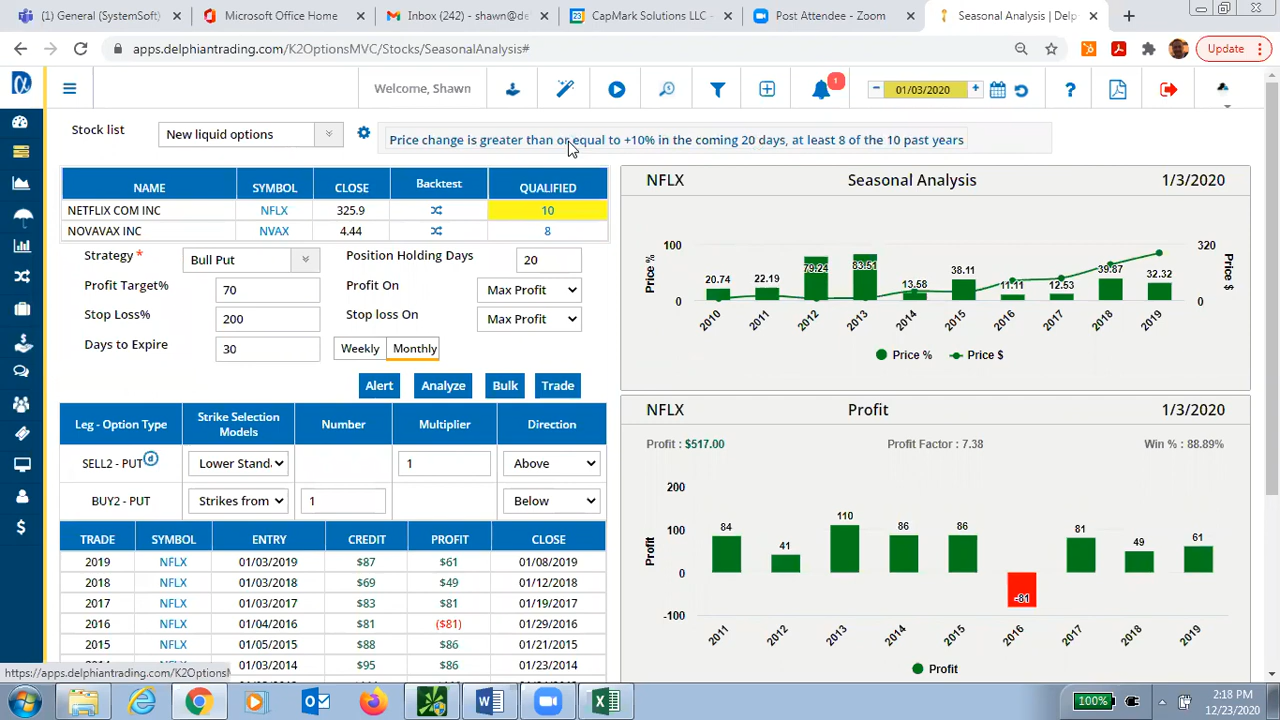 (1) General (SystemSoft) Microsoft Office Home Inbox (242) - shawn@de CapMark Solutions LLC - Post Attendee - Zoom Seasonal Analysis | Delp
apps.delphiantrading.com/K2OptionsMVC/Stocks/SeasonalAnalysis# Update
Welcome, Shawn 1 - 01/03/2020 + ?
Stock list New liquid options Price change is greater than or equal to +10% in the coming 20 days, at least 8 of the 10 past years
NAME SYMBOL CLOSE Backtest QUALIFIED
NETFLIX COM INC NFLX 325.9 10
NOVAVAX INC NVAX 4.44 8
Strategy * Bull Put Position Holding Days 20
Profit Target% 70 Profit On Max Profit
Stop Loss% 200 Stop loss On Max Profit
Days to Expire 30 Weekly Monthly
Alert Analyze Bulk Trade
Leg - Option Type Strike Selection Models Number Multiplier Direction
SELL2 - PUT d Lower Stand. 1 Above
BUY2 - PUT Strikes from 1 Below
TRADE SYMBOL ENTRY CREDIT PROFIT CLOSE
2019 NFLX 01/03/2019 $87 $61 01/08/2019
2018 NFLX 01/03/2018 $69 $49 01/12/2018
2017 NFLX 01/03/2017 $83 $81 01/19/2017
2016 NFLX 01/04/2016 $81 ($81) 01/29/2016
2015 NFLX 01/05/2015 $88 $86 01/21/2015
2014 NFLX 01/03/2014 $95 $86 01/23/2014
NFLX Seasonal Analysis 1/3/2020
100 320
Price % Price $
20.74 22.19 79.24 83.51 13.58 38.11 11.11 12.53 39.87 32.32
0 0
2010 2011 2012 2013 2014 2015 2016 2017 2018 2019
Price % Price $
NFLX Profit 1/3/2020
Profit : $517.00 Profit Factor : 7.38 Win % : 88.89%
200
100
0
-100
Profit
84 41 110 86 86 -81 81 49 61
2011 2012 2013 2014 2015 2016 2017 2018 2019
Profit
https://apps.delphiantrading.com/K2OptionsM
100% 2:18 PM
12/23/2020